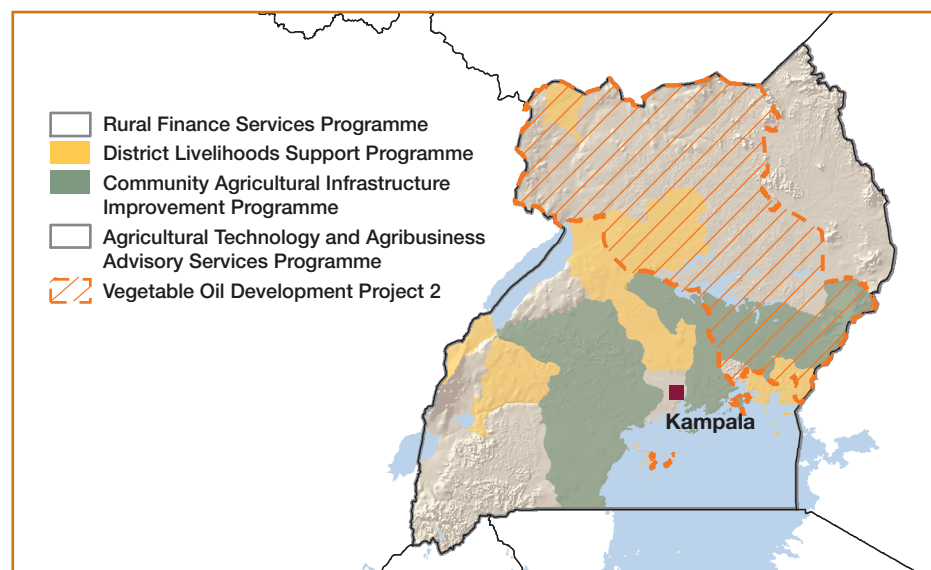 Rural Finance Services Programme
District Livelihoods Support Programme
Community Agricultural Infrastructure
Improvement Programme
Agricultural Technology and Agribusiness
Advisory Services Programme
Vegetable Oil Development Project 2
Kampala